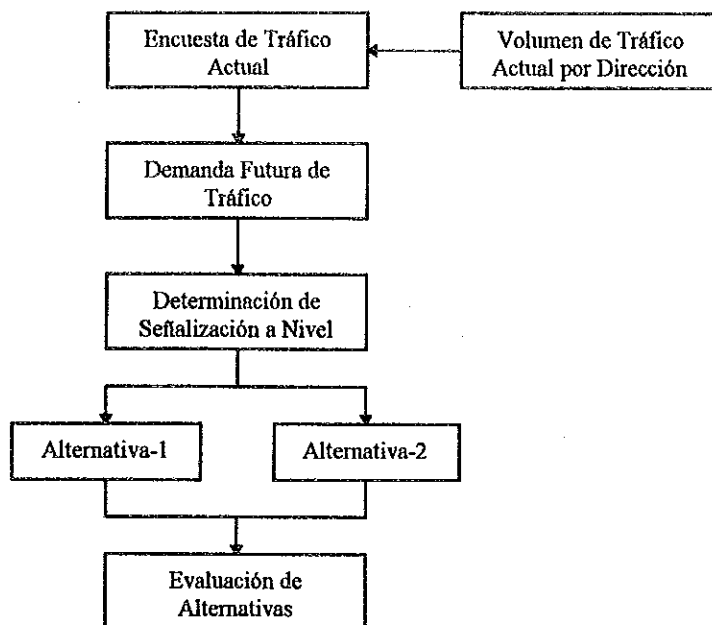 Encuesta de Tráfico
Actual
Volumen de Tráfico
Actual por Dirección
Demanda Futura de
Tráfico
Determinación de
Señalización a Nivel
Alternativa-1
Alternativa-2
Evaluación de
Alternativas